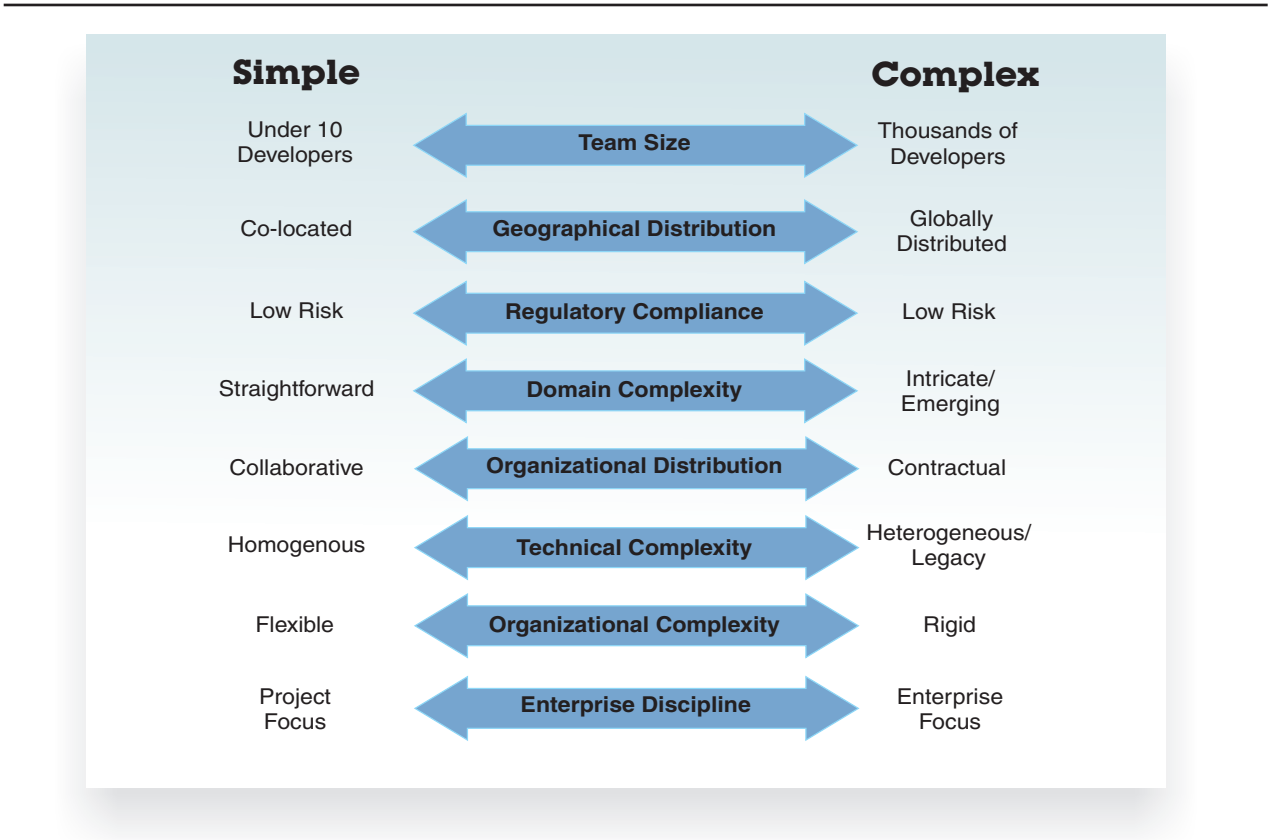 Simple
Complex
Under 10
Developers
Team Size
Thousands of
Developers
Co-located
Geographical Distribution
Globally
Distributed
Low Risk
Regulatory Compliance
Low Risk
Straightforward
Domain Complexity
Intricate/
Emerging
Collaborative
Organizational Distribution
Contractual
Homogenous
Technical Complexity
Heterogeneous/
Legacy
Flexible
Organizational Complexity
Rigid
Project
Focus
Enterprise Discipline
Enterprise
Focus